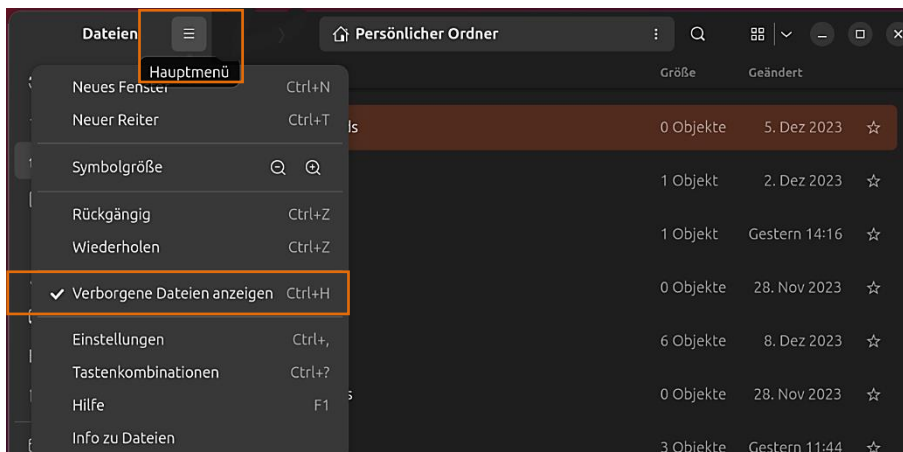 Dateien
Persönlicher Ordner
Hauptmenü
Größe Geändert
Neues Fenster Ctrl+N
Neuer Reiter Ctrl+T
ls 0 Objekte 5. Dez 2023
Symbolgröße
1 Objekt 2. Dez 2023
Rückgängig Ctrl+Z
Wiederholen Ctrl+Z
1 Objekt Gestern 14:16
Verborgene Dateien anzeigen Ctrl+H
0 Objekte 28. Nov 2023
Einstellungen Ctrl+,
6 Objekte 8. Dez 2023
Tastenkombinationen Ctrl+?
Hilfe F1
s 0 Objekte 28. Nov 2023
Info zu Dateien
3 Objekte Gestern 11:44